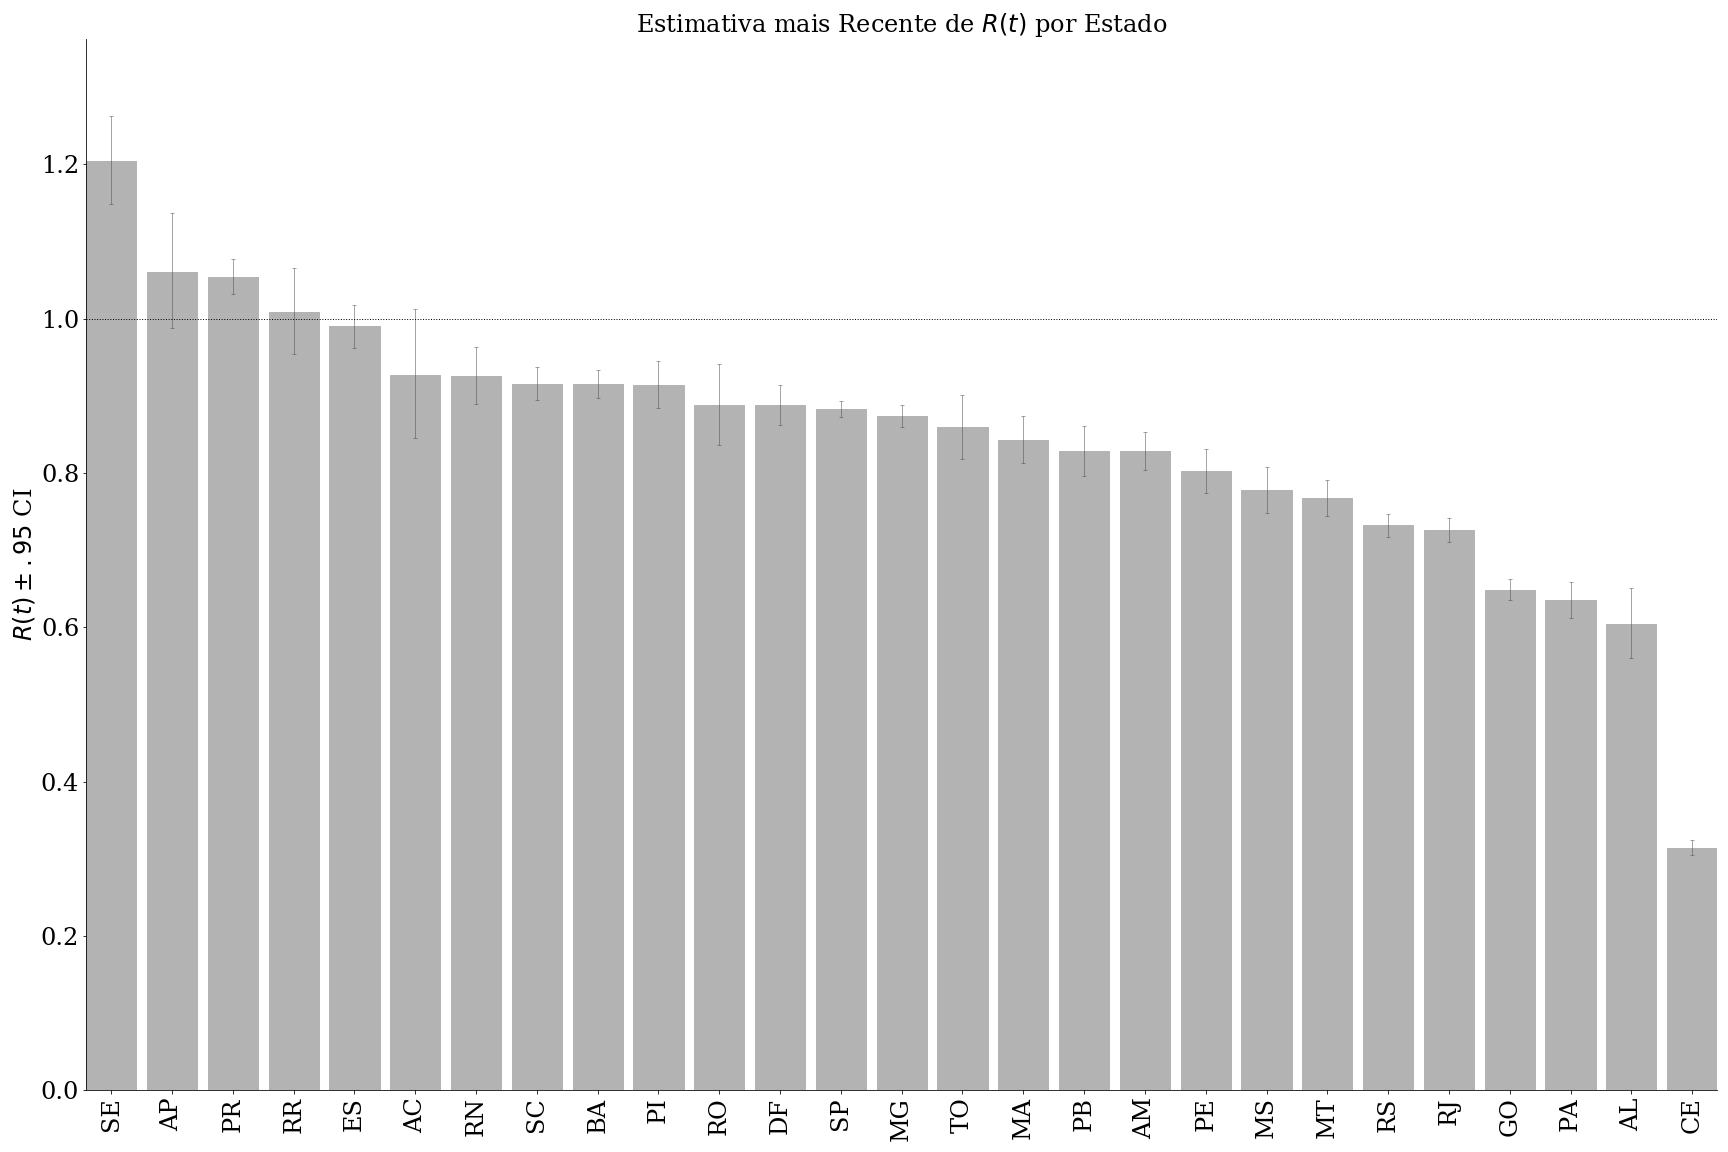 Estimativa mais Recente de R(t) por Estado
R(t) ± .95 CI
1.2
1.0
0.8
0.6
0.4
0.2
0.0
SE AP PR RR ES AC RN SC BA PI RO DF SP MG TO MA PB AM PE MS MT RS RJ GO PA AL CE